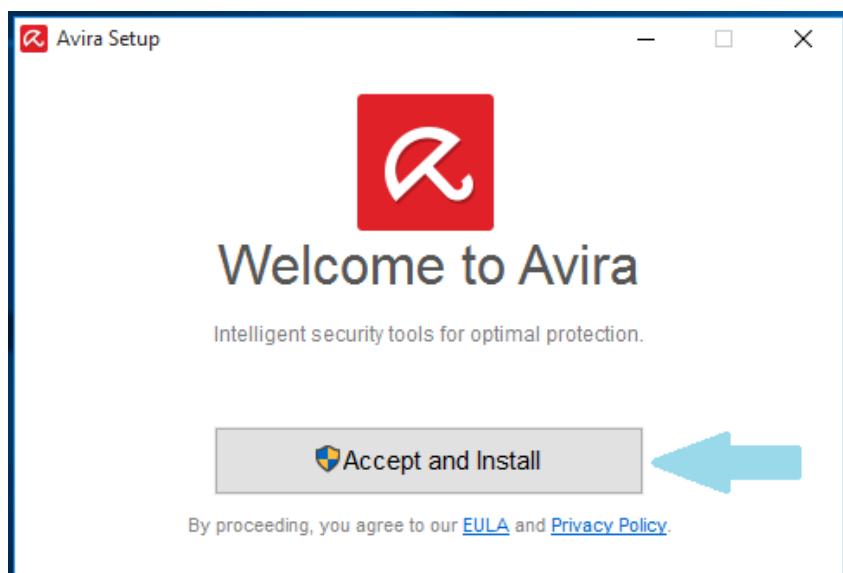 Avira Setup
Welcome to Avira
Intelligent security tools for optimal protection.
Accept and Install
By proceeding, you agree to our EULA and Privacy Policy.